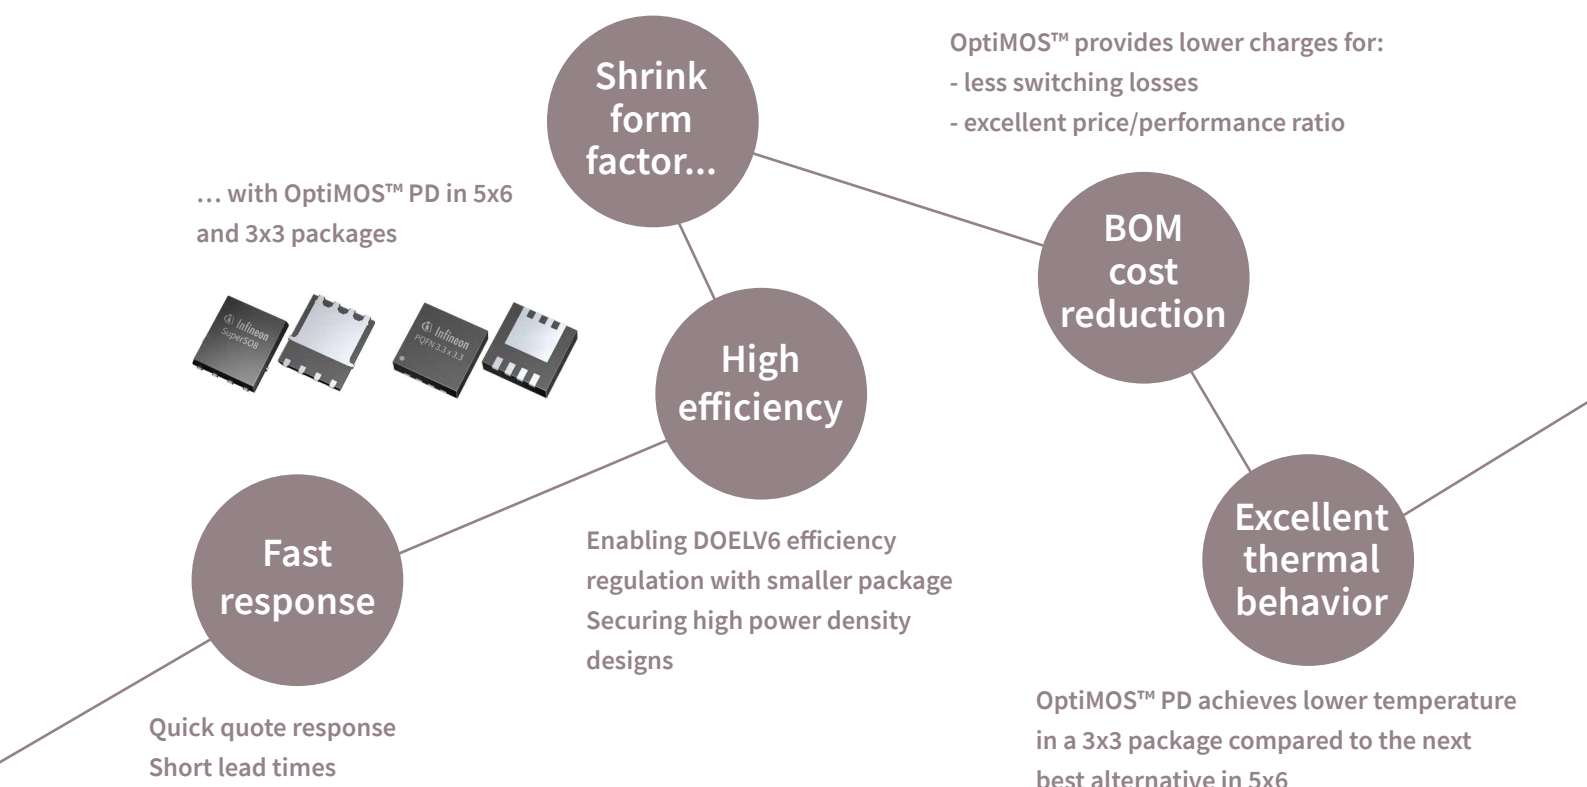 OptiMOS™ provides lower charges for:
- less switching losses
- excellent price/performance ratio
Shrink
form
factor...
... with OptiMOS™ PD in 5x6
and 3x3 packages
BOM
cost
reduction
Infineon
SuperSO8
Infineon
PQFN 3.3 x 3.3
High
efficiency
Fast
response
Enabling DOELV6 efficiency
regulation with smaller package
Securing high power density
designs
Excellent
thermal
behavior
Quick quote response
Short lead times
OptiMOS™ PD achieves lower temperature
in a 3x3 package compared to the next
best alternative in 5x6